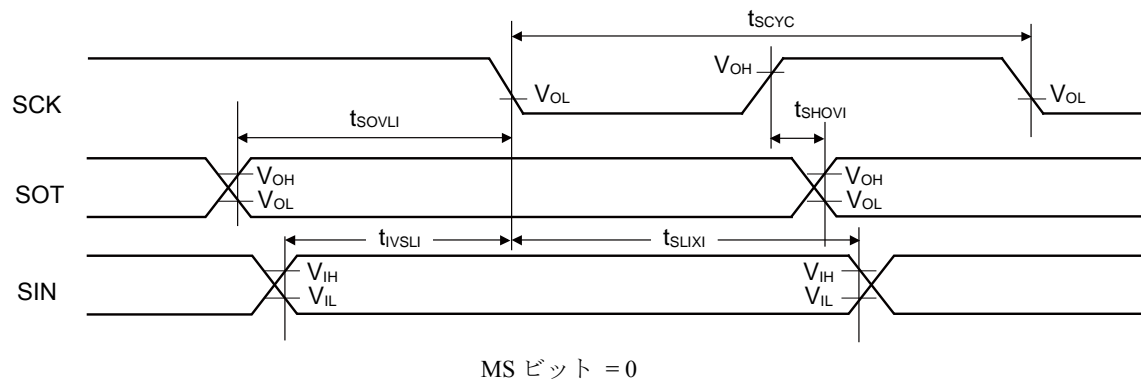 tSCYC
SCK
VOL
VOH
VOL
tSOVLI
tSHOVI
SOT
VOH
VOL
VOH
VOL
tIVSLI
tSLIXI
SIN
VIH
VIL
VIH
VIL
MS ビット = 0